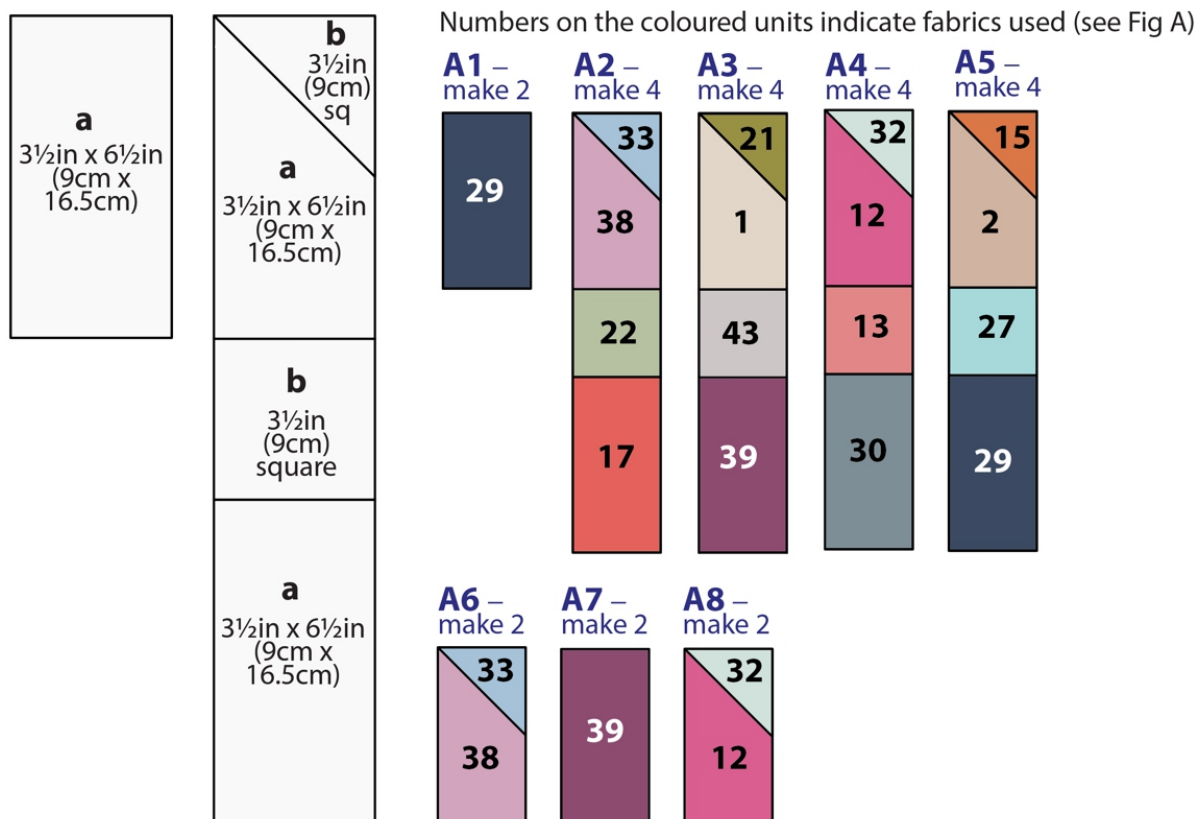 Numbers on the coloured units indicate fabrics used (see Fig A)
a
3½in x 6½in
(9cm x
16.5cm)
b
3½in
(9cm)
sq
a
3½in x 6½in
(9cm x
16.5cm)
b
3½in
(9cm)
square
a
3½in x 6½in
(9cm x
16.5cm)
A1 –
make 2
29
A2 –
make 4
33
38
22
17
A3 –
make 4
21
1
43
39
A4 –
make 4
32
12
13
30
A5 –
make 4
15
2
27
29
A6 –
make 2
33
38
A7 –
make 2
39
A8 –
make 2
32
12